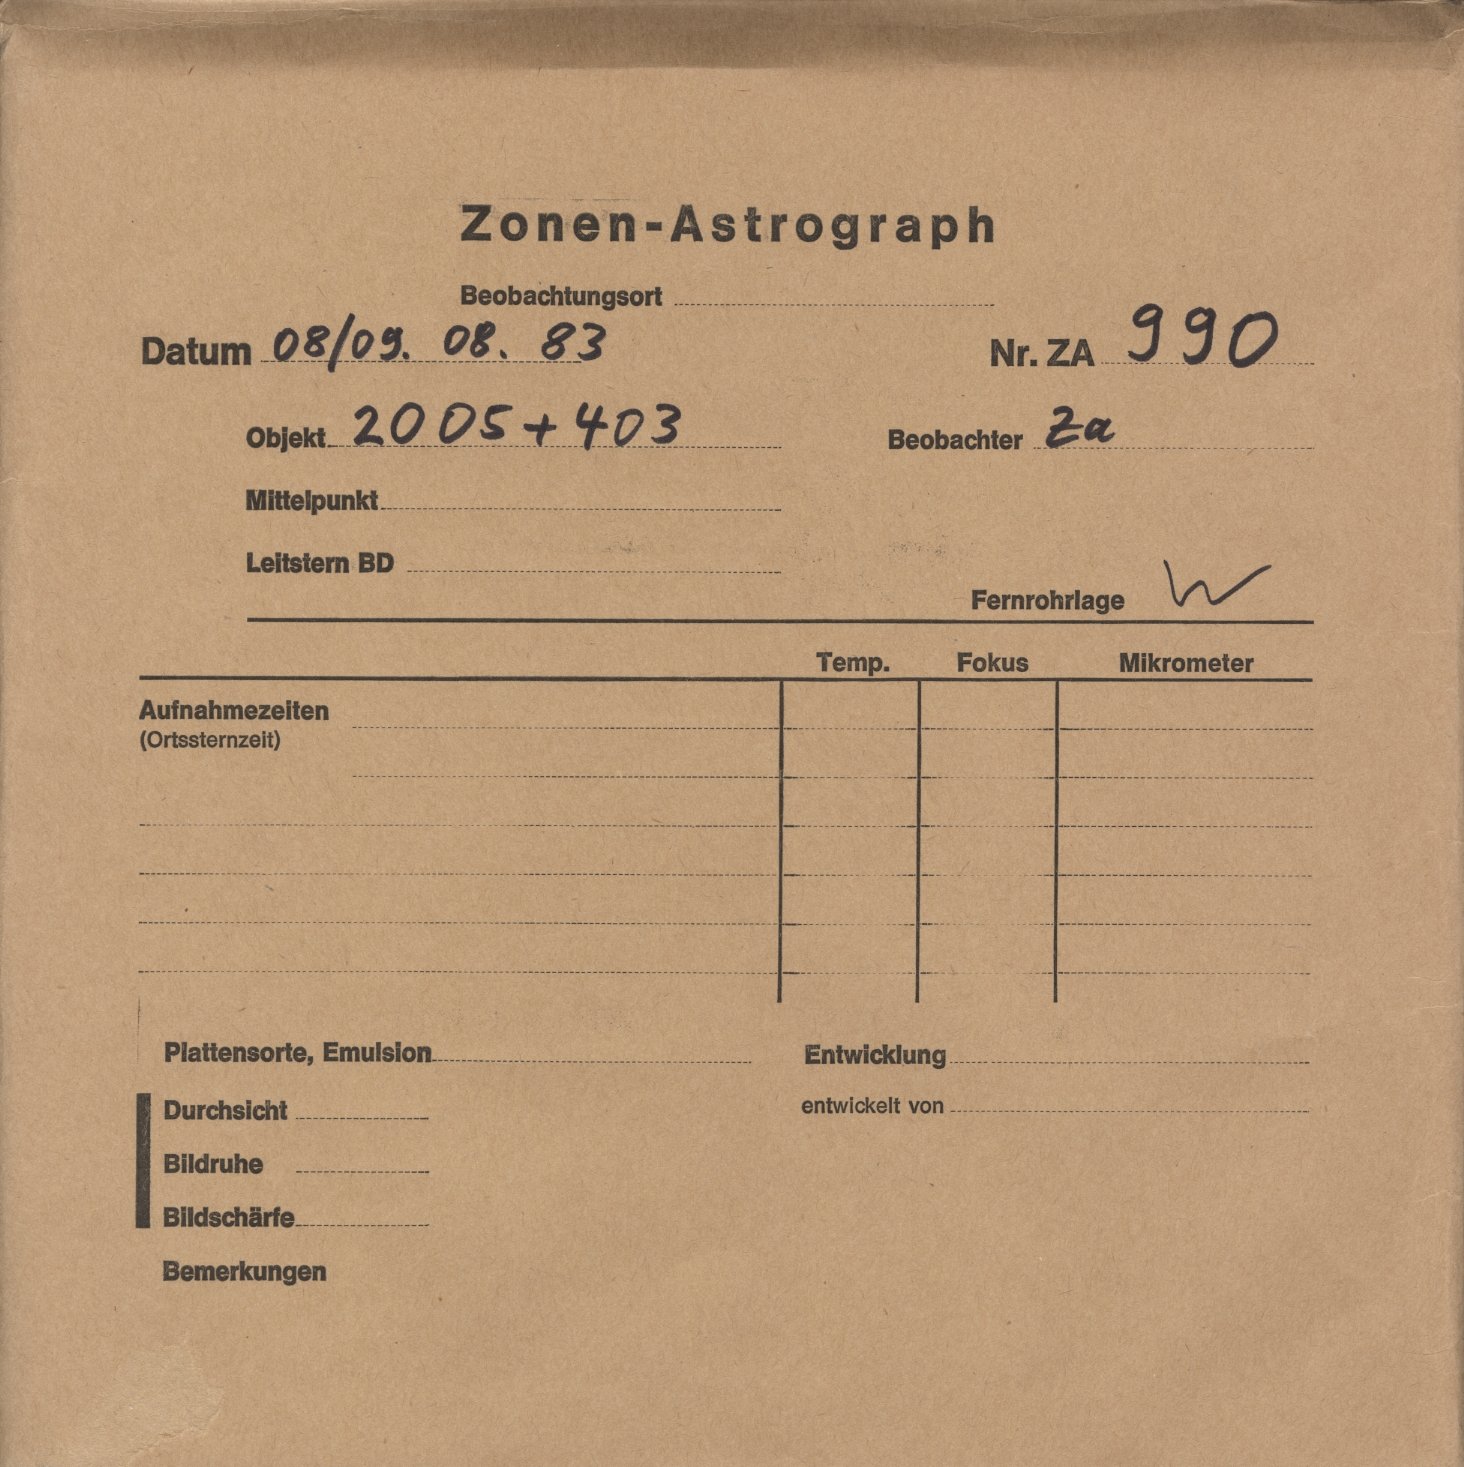 Zonen-Astrograph
Beobachtungsort
Datum 08/09. 08. 83
Nr. ZA 990
Objekt 2005+403
Beobachter Za
Mittelpunkt
Leitstern BD
Fernrohrlage W
Temp. Fokus Mikrometer
Aufnahmezeiten
(Ortssternzeit)
Plattensorte, Emulsion
Entwicklung
Durchsicht
entwickelt von
Bildruhe
Bildschärfe
Bemerkungen